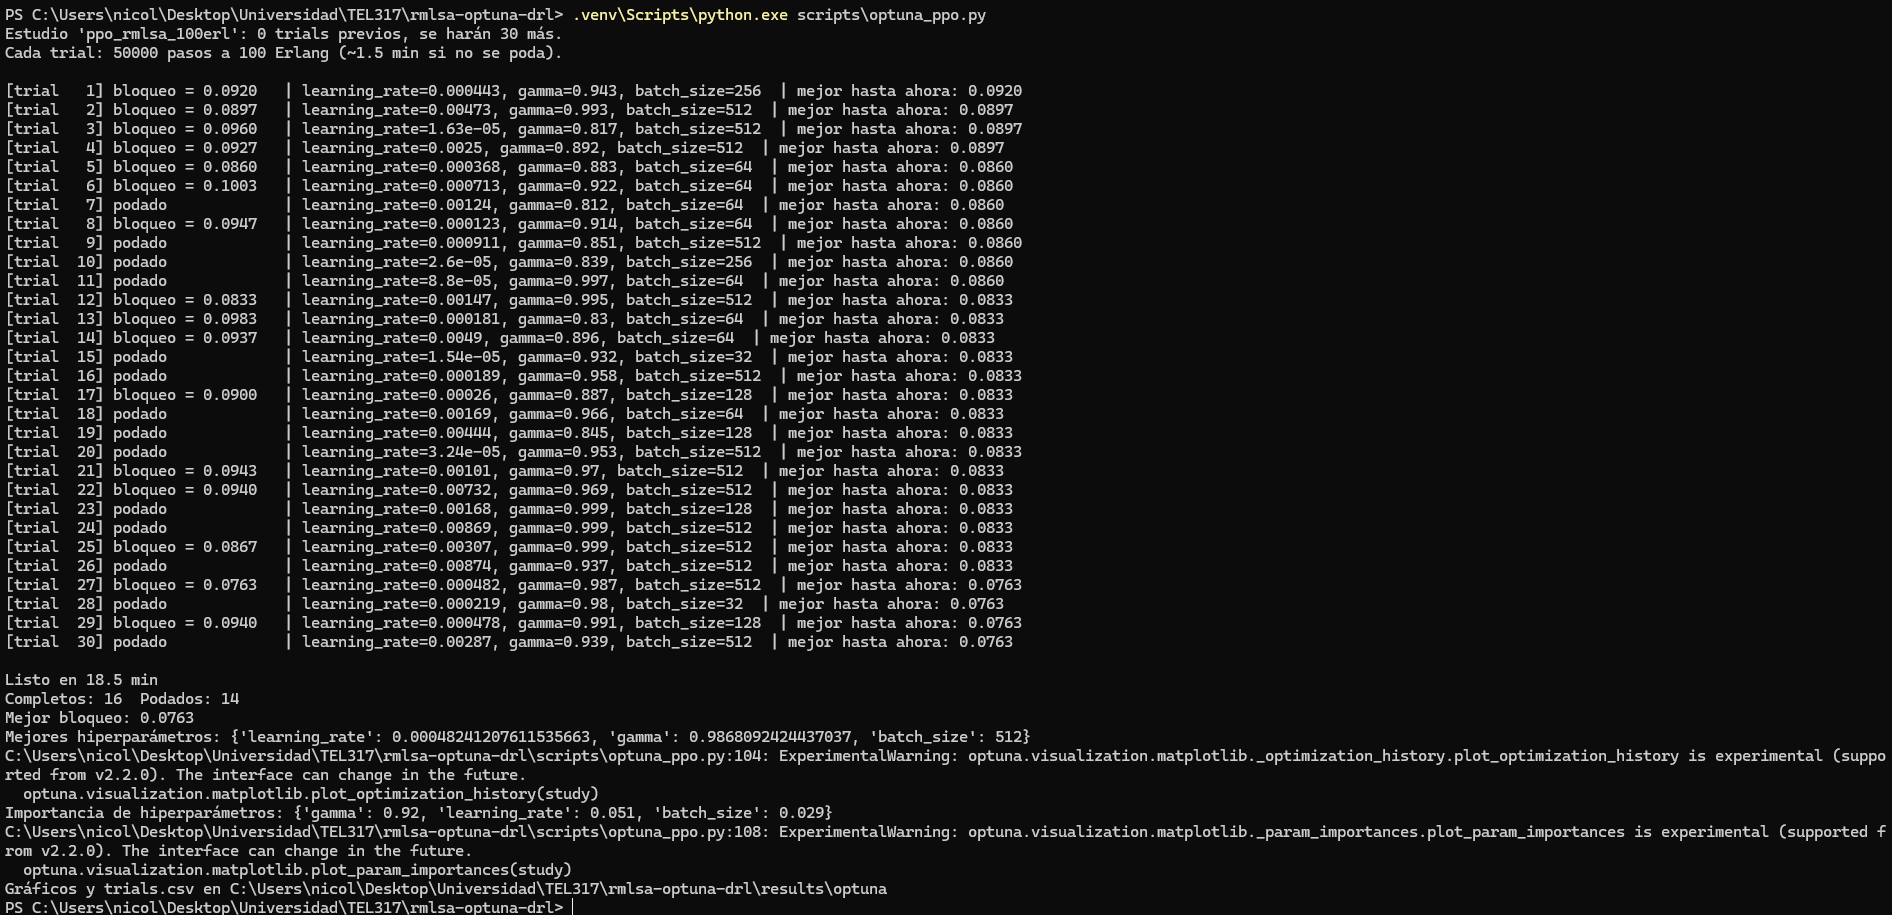 PS C:\Users\nicol\Desktop\Universidad\TEL317\rmlsa-optuna-drl> .venv\Scripts\python.exe scripts\optuna_ppo.py
Estudio 'ppo_rmlsa_100erl': 0 trials previos, se harán 30 más.
Cada trial: 50000 pasos a 100 Erlang (~1.5 min si no se poda).

[trial   1] bloqueo = 0.0920   | learning_rate=0.000443, gamma=0.943, batch_size=256  | mejor hasta ahora: 0.0920
[trial   2] bloqueo = 0.0897   | learning_rate=0.00473, gamma=0.993, batch_size=512  | mejor hasta ahora: 0.0897
[trial   3] bloqueo = 0.0960   | learning_rate=1.63e-05, gamma=0.817, batch_size=512  | mejor hasta ahora: 0.0897
[trial   4] bloqueo = 0.0927   | learning_rate=0.0025, gamma=0.892, batch_size=512  | mejor hasta ahora: 0.0897
[trial   5] bloqueo = 0.0860   | learning_rate=0.000368, gamma=0.883, batch_size=64  | mejor hasta ahora: 0.0860
[trial   6] bloqueo = 0.1003   | learning_rate=0.000713, gamma=0.922, batch_size=64  | mejor hasta ahora: 0.0860
[trial   7] podado             | learning_rate=0.00124, gamma=0.812, batch_size=64  | mejor hasta ahora: 0.0860
[trial   8] bloqueo = 0.0947   | learning_rate=0.000123, gamma=0.914, batch_size=64  | mejor hasta ahora: 0.0860
[trial   9] podado             | learning_rate=0.000911, gamma=0.851, batch_size=512  | mejor hasta ahora: 0.0860
[trial  10] podado             | learning_rate=2.6e-05, gamma=0.839, batch_size=256  | mejor hasta ahora: 0.0860
[trial  11] podado             | learning_rate=8.8e-05, gamma=0.997, batch_size=64  | mejor hasta ahora: 0.0860
[trial  12] bloqueo = 0.0833   | learning_rate=0.00147, gamma=0.995, batch_size=512  | mejor hasta ahora: 0.0833
[trial  13] bloqueo = 0.0983   | learning_rate=0.000181, gamma=0.83, batch_size=64  | mejor hasta ahora: 0.0833
[trial  14] bloqueo = 0.0937   | learning_rate=0.0049, gamma=0.896, batch_size=64  | mejor hasta ahora: 0.0833
[trial  15] podado             | learning_rate=1.54e-05, gamma=0.932, batch_size=32  | mejor hasta ahora: 0.0833
[trial  16] podado             | learning_rate=0.000189, gamma=0.958, batch_size=512  | mejor hasta ahora: 0.0833
[trial  17] bloqueo = 0.0900   | learning_rate=0.00026, gamma=0.887, batch_size=128  | mejor hasta ahora: 0.0833
[trial  18] podado             | learning_rate=0.00169, gamma=0.966, batch_size=64  | mejor hasta ahora: 0.0833
[trial  19] podado             | learning_rate=0.00444, gamma=0.845, batch_size=128  | mejor hasta ahora: 0.0833
[trial  20] podado             | learning_rate=3.24e-05, gamma=0.953, batch_size=512  | mejor hasta ahora: 0.0833
[trial  21] bloqueo = 0.0943   | learning_rate=0.00101, gamma=0.97, batch_size=512  | mejor hasta ahora: 0.0833
[trial  22] bloqueo = 0.0940   | learning_rate=0.00732, gamma=0.969, batch_size=512  | mejor hasta ahora: 0.0833
[trial  23] podado             | learning_rate=0.00168, gamma=0.999, batch_size=128  | mejor hasta ahora: 0.0833
[trial  24] podado             | learning_rate=0.00869, gamma=0.999, batch_size=512  | mejor hasta ahora: 0.0833
[trial  25] bloqueo = 0.0867   | learning_rate=0.00307, gamma=0.999, batch_size=512  | mejor hasta ahora: 0.0833
[trial  26] podado             | learning_rate=0.00874, gamma=0.937, batch_size=512  | mejor hasta ahora: 0.0833
[trial  27] bloqueo = 0.0763   | learning_rate=0.000482, gamma=0.987, batch_size=512  | mejor hasta ahora: 0.0763
[trial  28] podado             | learning_rate=0.000219, gamma=0.98, batch_size=32  | mejor hasta ahora: 0.0763
[trial  29] bloqueo = 0.0940   | learning_rate=0.000478, gamma=0.991, batch_size=128  | mejor hasta ahora: 0.0763
[trial  30] podado             | learning_rate=0.00287, gamma=0.939, batch_size=512  | mejor hasta ahora: 0.0763

Listo en 18.5 min
Completos: 16  Podados: 14
Mejor bloqueo: 0.0763
Mejores hiperparámetros: {'learning_rate': 0.00048241207611535663, 'gamma': 0.9868092424437037, 'batch_size': 512}
C:\Users\nicol\Desktop\Universidad\TEL317\rmlsa-optuna-drl\scripts\optuna_ppo.py:104: ExperimentalWarning: optuna.visualization.matplotlib._optimization_history.plot_optimization_history is experimental (suppo
rted from v2.2.0). The interface can change in the future.
  optuna.visualization.matplotlib.plot_optimization_history(study)
Importancia de hiperparámetros: {'gamma': 0.92, 'learning_rate': 0.051, 'batch_size': 0.029}
C:\Users\nicol\Desktop\Universidad\TEL317\rmlsa-optuna-drl\scripts\optuna_ppo.py:108: ExperimentalWarning: optuna.visualization.matplotlib._param_importances.plot_param_importances is experimental (supported f
rom v2.2.0). The interface can change in the future.
  optuna.visualization.matplotlib.plot_param_importances(study)
Gráficos y trials.csv en C:\Users\nicol\Desktop\Universidad\TEL317\rmlsa-optuna-drl\results\optuna
PS C:\Users\nicol\Desktop\Universidad\TEL317\rmlsa-optuna-drl>